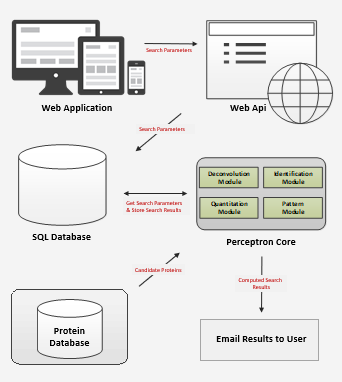 Search Parameters
Web Application
Web Api
Search Parameters
Deconvolution
Module
Identification
Module
Quantitation
Module
Pattern
Module
Get Search Parameters
& Store Search Results
SQL Database
Perceptron Core
Candidate Proteins
Computed Search
Results
Protein
Database
Email Results to User